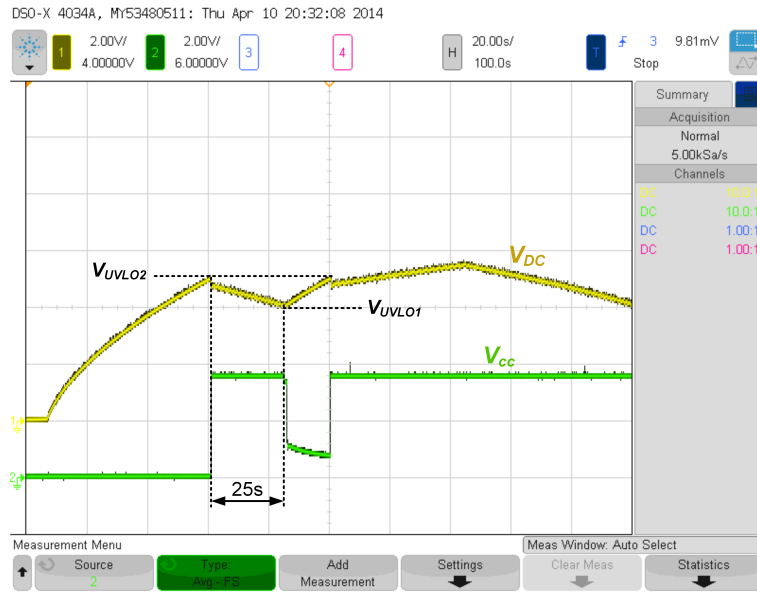 DSO-X 4034A, MY53480511: Thu Apr 10 20:32:08 2014
1 2.00V/ 4.00000V 2 2.00V/ 6.00000V 3 4 H 20.00s/ 100.0s T 3 9.81mV Stop
Summary
Acquisition
Normal
5.00kSa/s
Channels
DC
DC 10.0:1
DC 1.00:1
DC 1.00:1
VUVLO2
VDC
VUVLO1
Vcc
1
2
25s
Measurement Menu
Meas Window: Auto Select
Source
2
Type:
Avg - FS
Add
Measurement
Settings
Clear Meas
Statistics